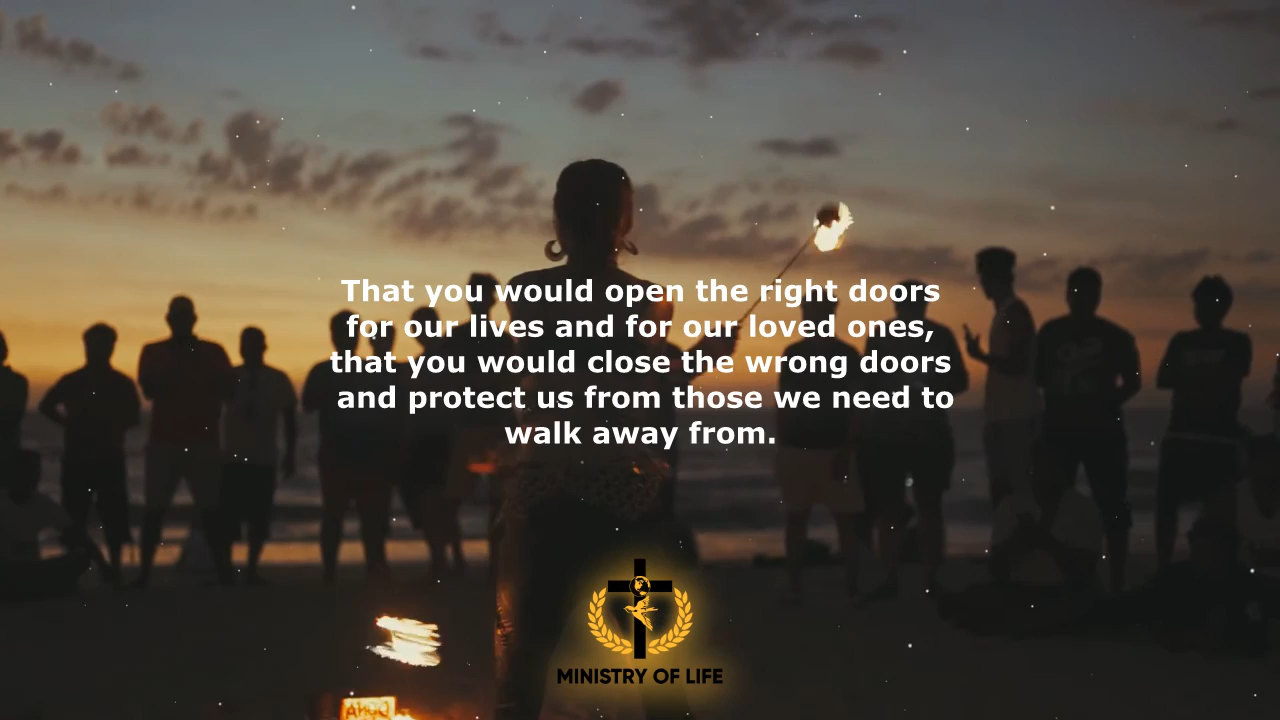 That you would open the right doors
for our lives and for our loved ones,
that you would close the wrong doors
and protect us from those we need to
walk away from.
MINISTRY OF LIFE